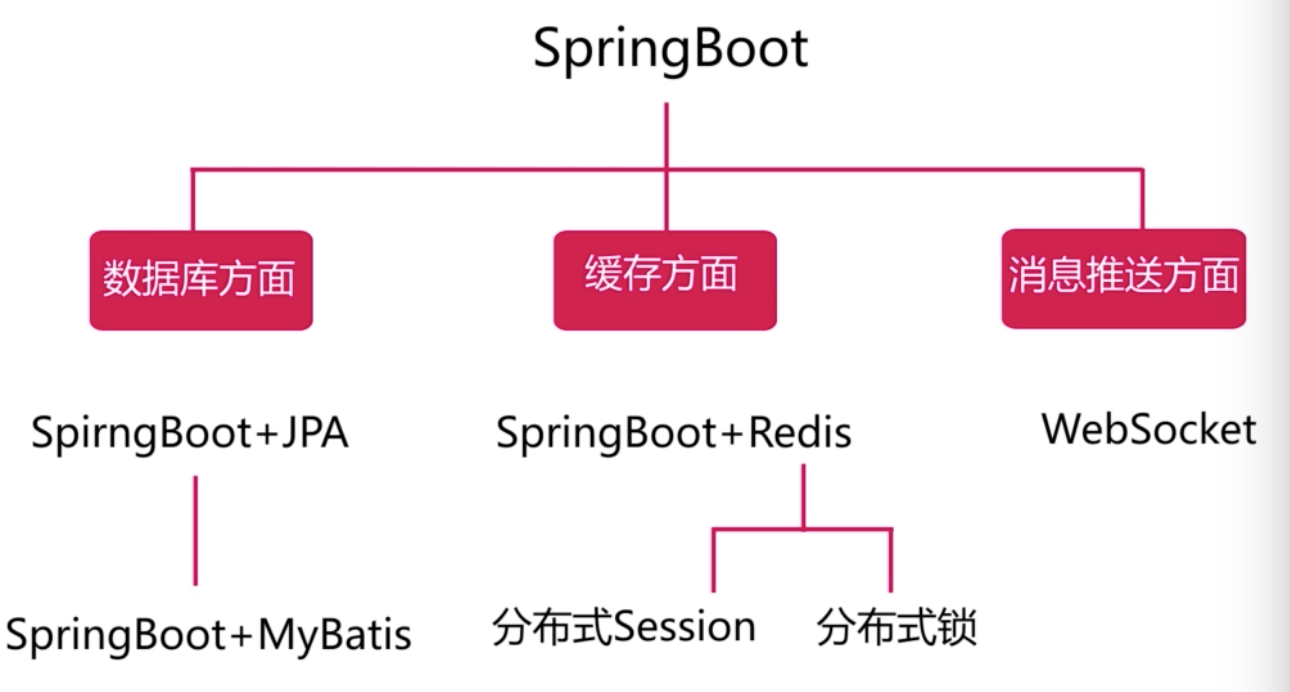 SpringBoot
数据库方面
缓存方面
消息推送方面
SpirngBoot+JPA
SpringBoot+Redis
WebSocket
SpringBoot+MyBatis
分布式Session
分布式锁